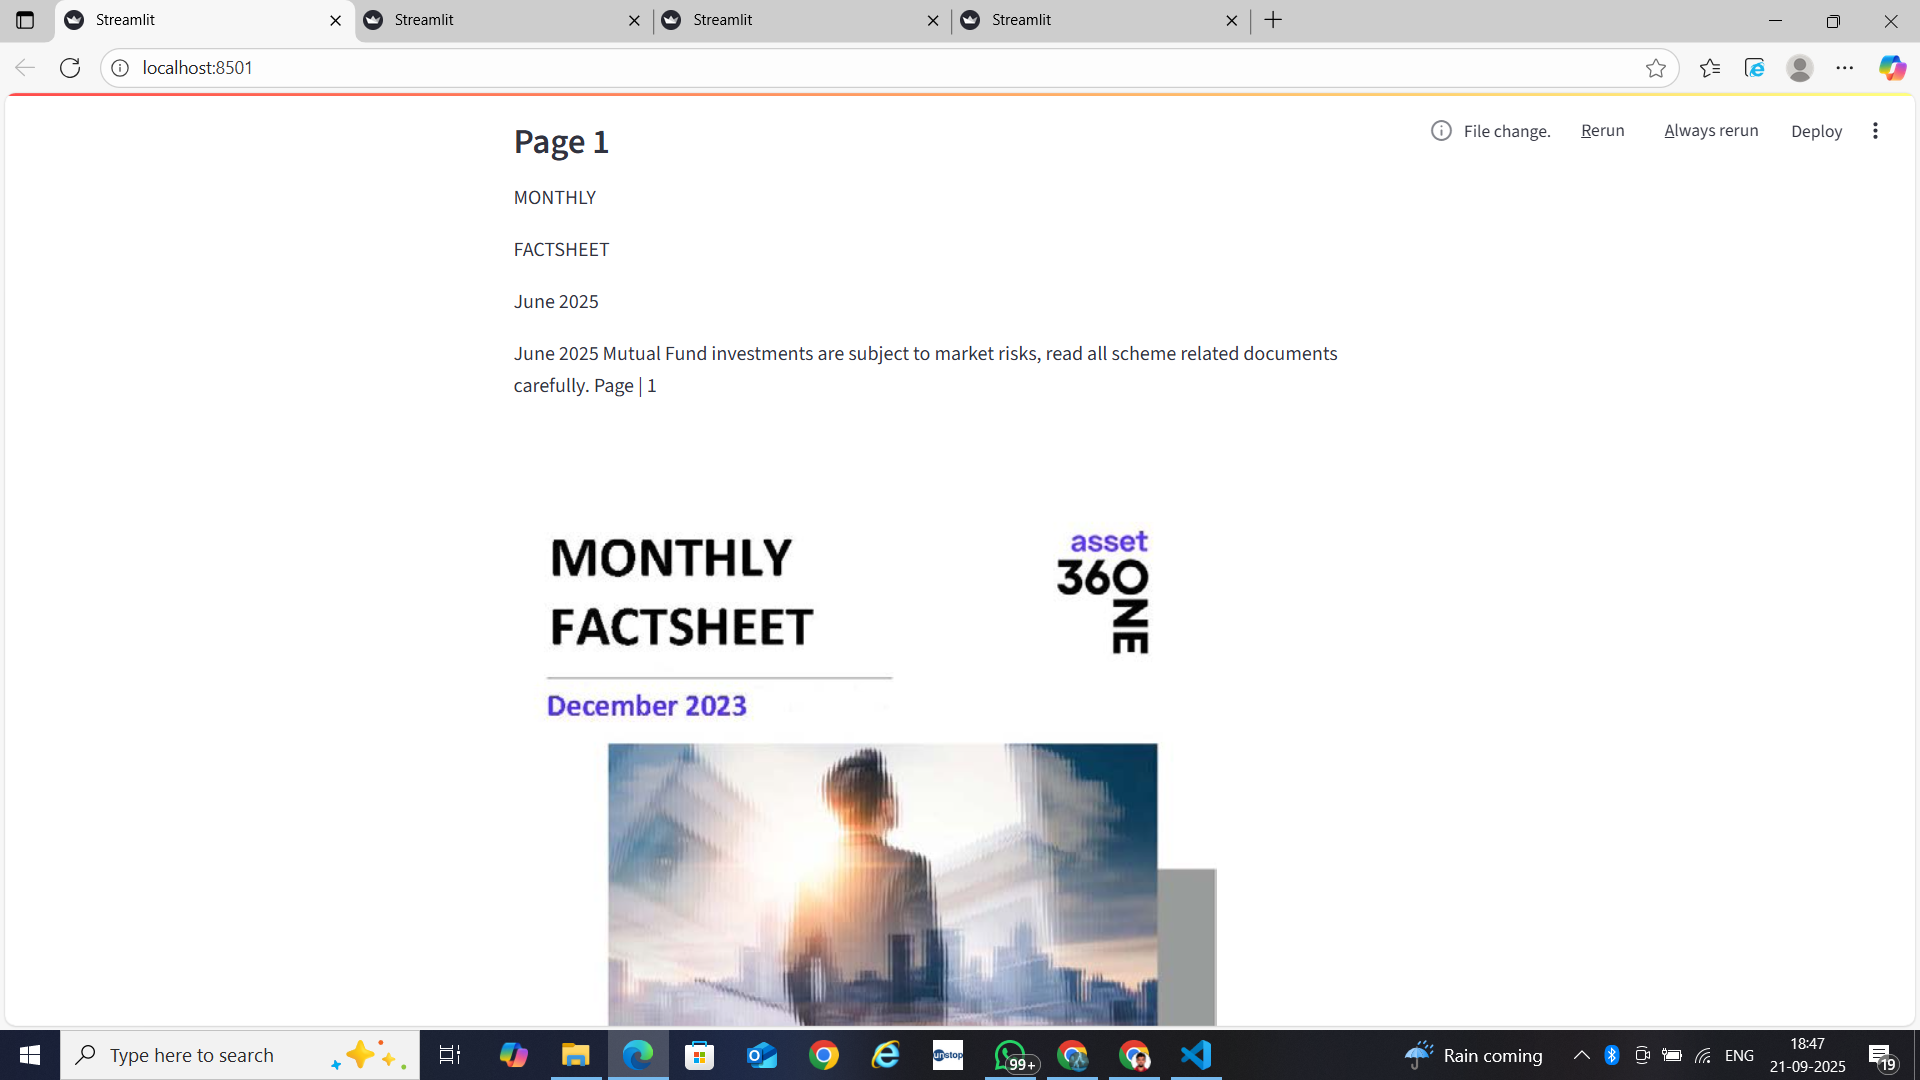 Streamlit
Streamlit
Streamlit
Streamlit
localhost:8501
File change. Rerun Always rerun Deploy
Page 1
MONTHLY
FACTSHEET
June 2025
June 2025 Mutual Fund investments are subject to market risks, read all scheme related documents
carefully. Page | 1
MONTHLY
FACTSHEET
December 2023
asset
360
ONE
Type here to search
unstop
99+
Rain coming
ENG
18:47
21-09-2025
19